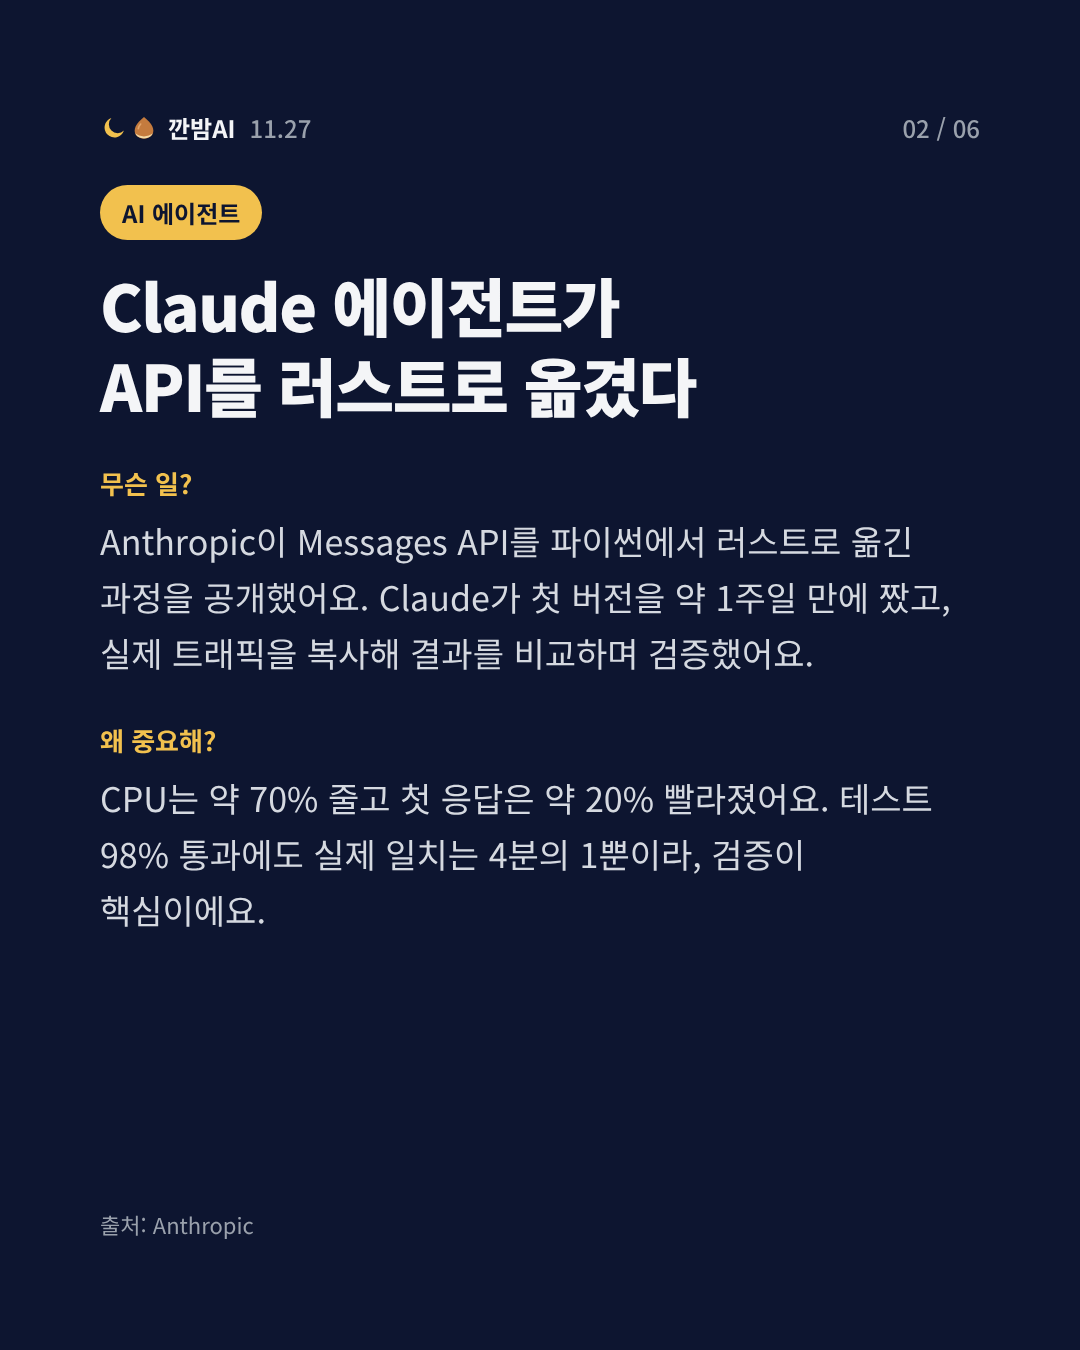 깐밤AI 11.27
02 / 06
AI 에이전트
Claude 에이전트가
API를 러스트로 옮겼다
무슨 일?
Anthropic이 Messages API를 파이썬에서 러스트로 옮긴
과정을 공개했어요. Claude가 첫 버전을 약 1주일 만에 짰고,
실제 트래픽을 복사해 결과를 비교하며 검증했어요.
왜 중요해?
CPU는 약 70% 줄고 첫 응답은 약 20% 빨라졌어요. 테스트
98% 통과에도 실제 일치는 4분의 1뿐이라, 검증이
핵심이에요.
출처: Anthropic